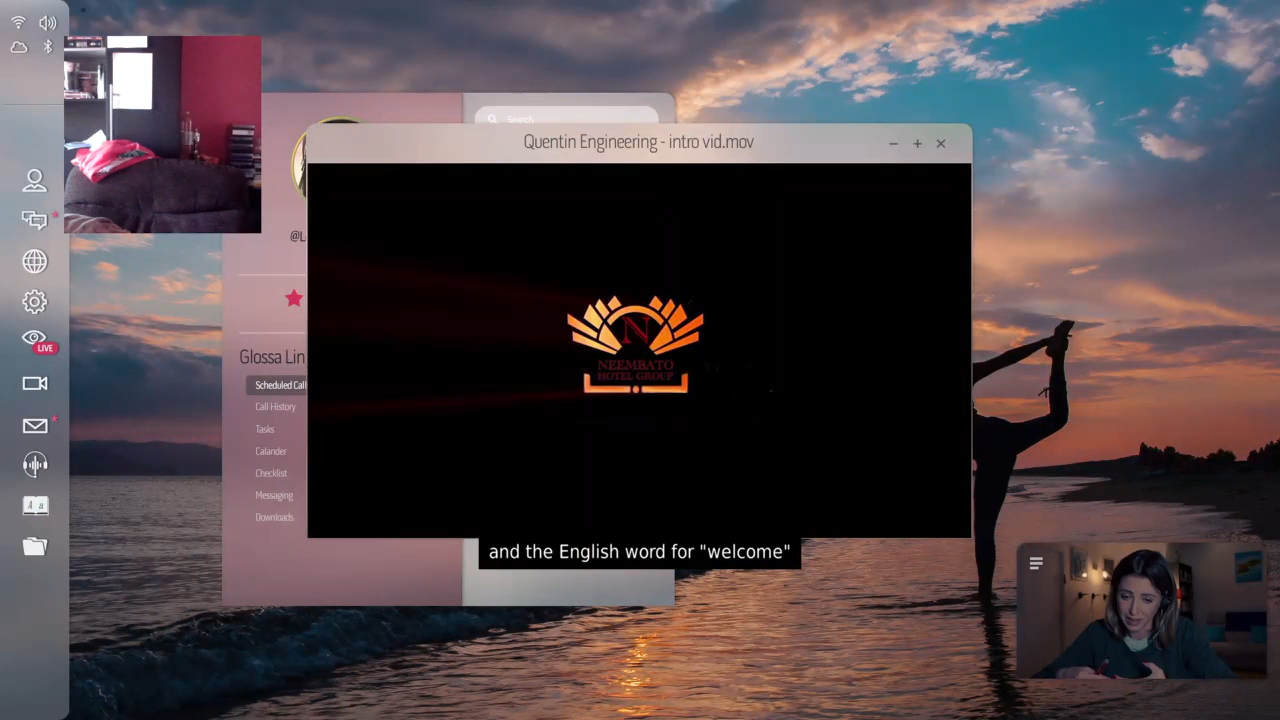 Search
Quentin Engineering - intro vid.mov
@L
LIVE
N
NEEMBATO
HOTEL GROUP
Glossa Lin
Scheduled Call
Call History
Tasks
Calander
Checklist
Messaging
Downloads
A a
and the English word for "welcome"